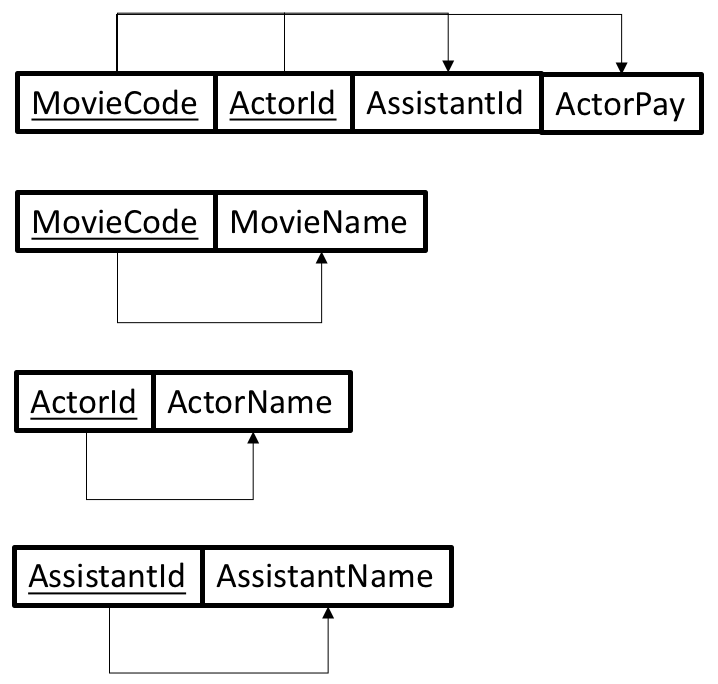 MovieCode ActorId AssistantId ActorPay
MovieCode MovieName
ActorId ActorName
AssistantId AssistantName